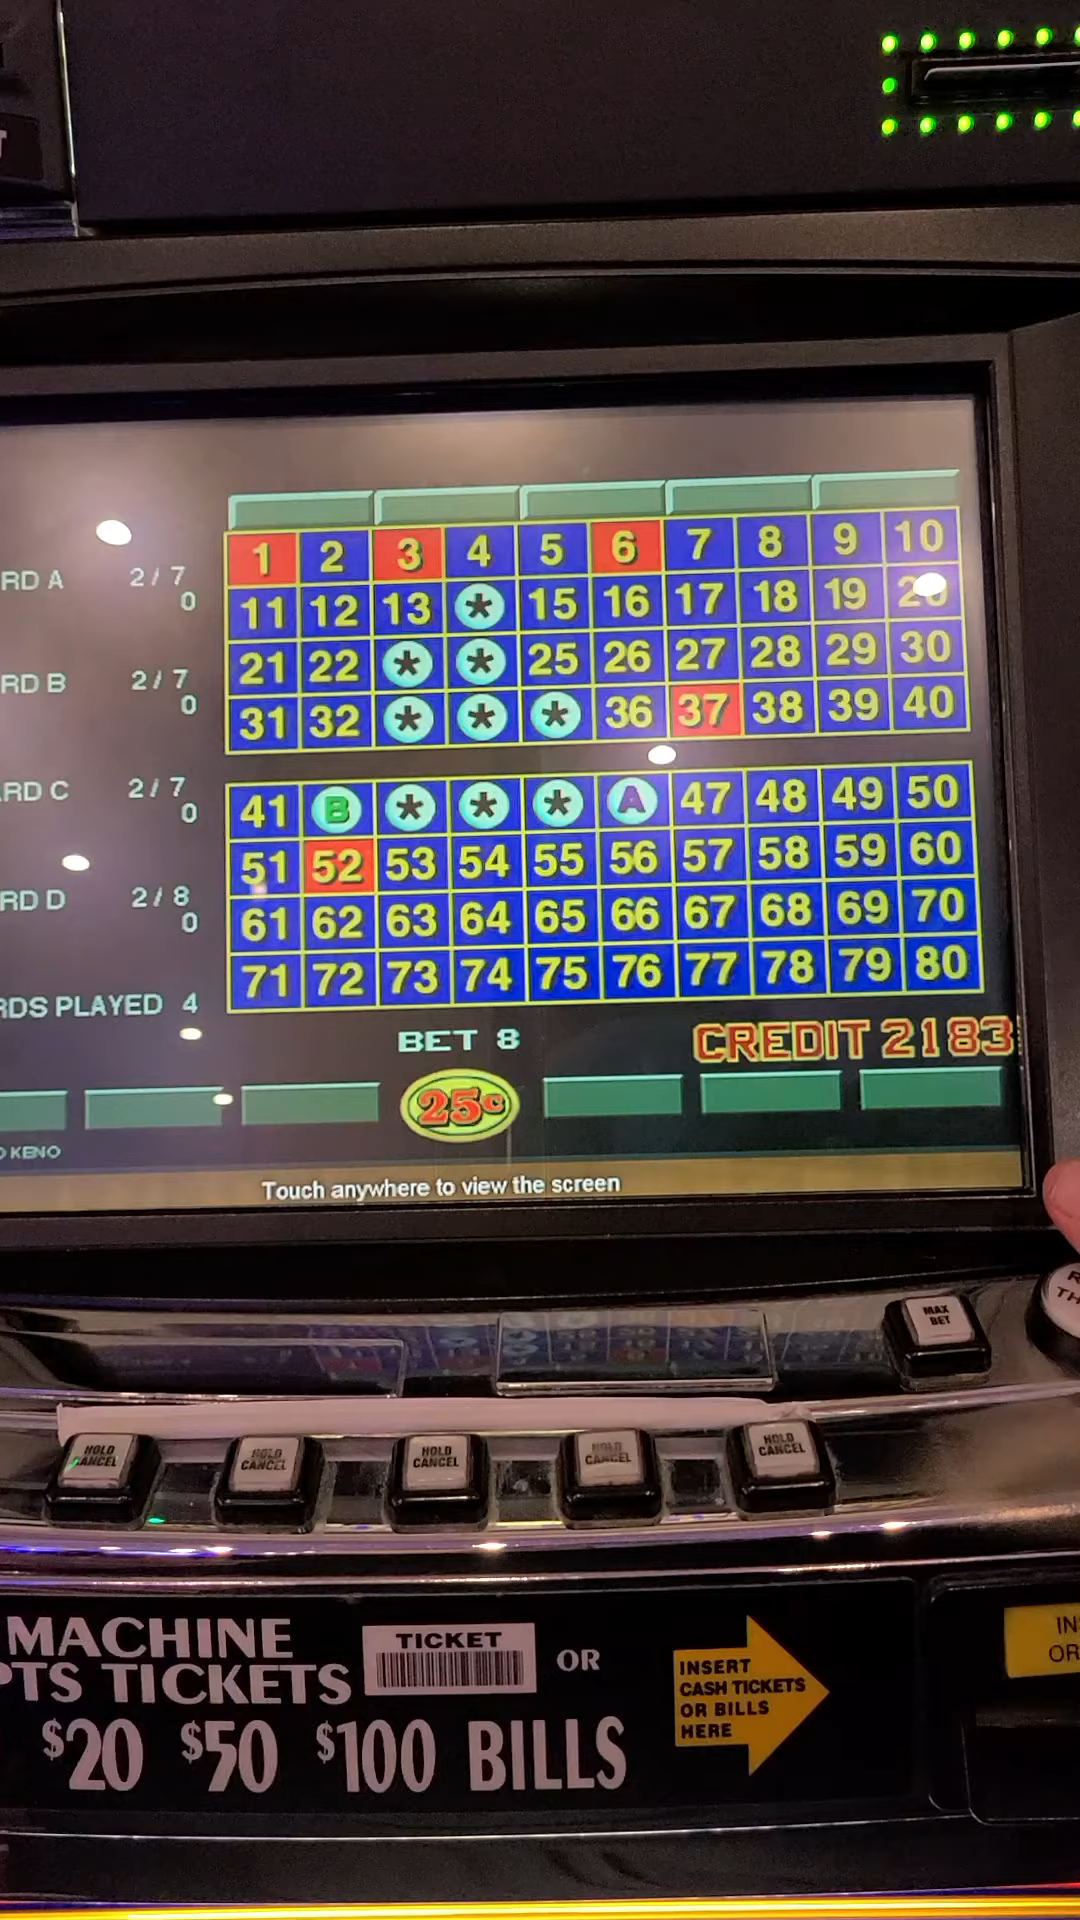 1 2 3 4 5 6 7 8 9 10
RD A 2/7
0
11 12 13 * 15 16 17 18 19 20
21 22 * * 25 26 27 28 29 30
RD B 2/7
0
31 32 * * * 36 37 38 39 40
RD C 2/7
0
41 B * * * A 47 48 49 50
51 52 53 54 55 56 57 58 59 60
RD D 2/8
0
61 62 63 64 65 66 67 68 69 70
71 72 73 74 75 76 77 78 79 80
RDS PLAYED 4
BET 8 CREDIT 2183
25¢
KENO
Touch anywhere to view the screen
MAX
BET
TH
HOLD
CANCEL
HOLD
CANCEL
HOLD
CANCEL
HOLD
CANCEL
HOLD
CANCEL
MACHINE
PTS TICKETS
TICKET
OR
$20 $50 $100 BILLS
INSERT
CASH TICKETS
OR BILLS
HERE
IN
OR